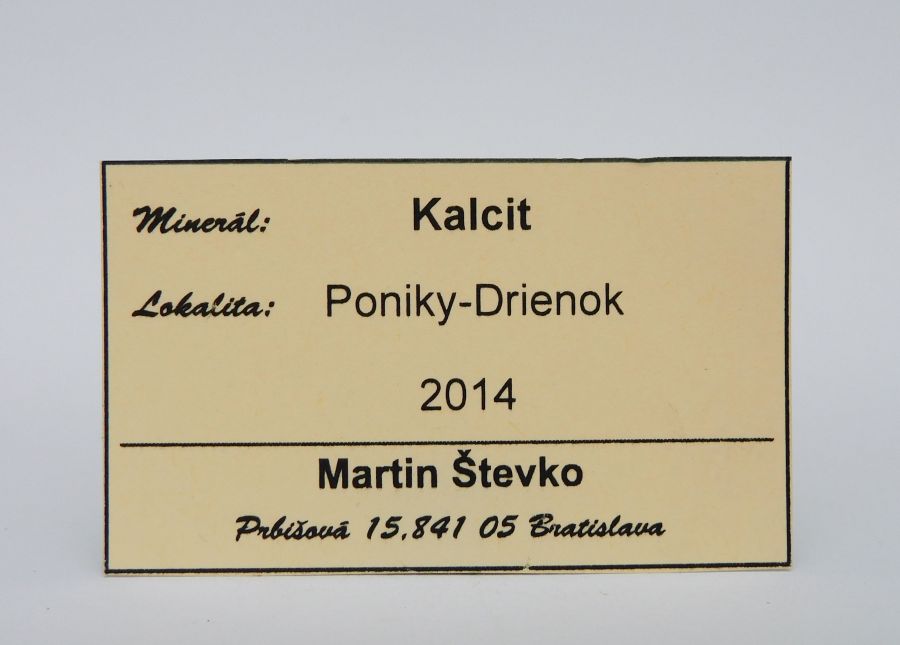 Minerál: Kalcit
Lokalita: Poniky-Drienok
2014
Martin Števko
Prbišová 15,841 05 Bratislava